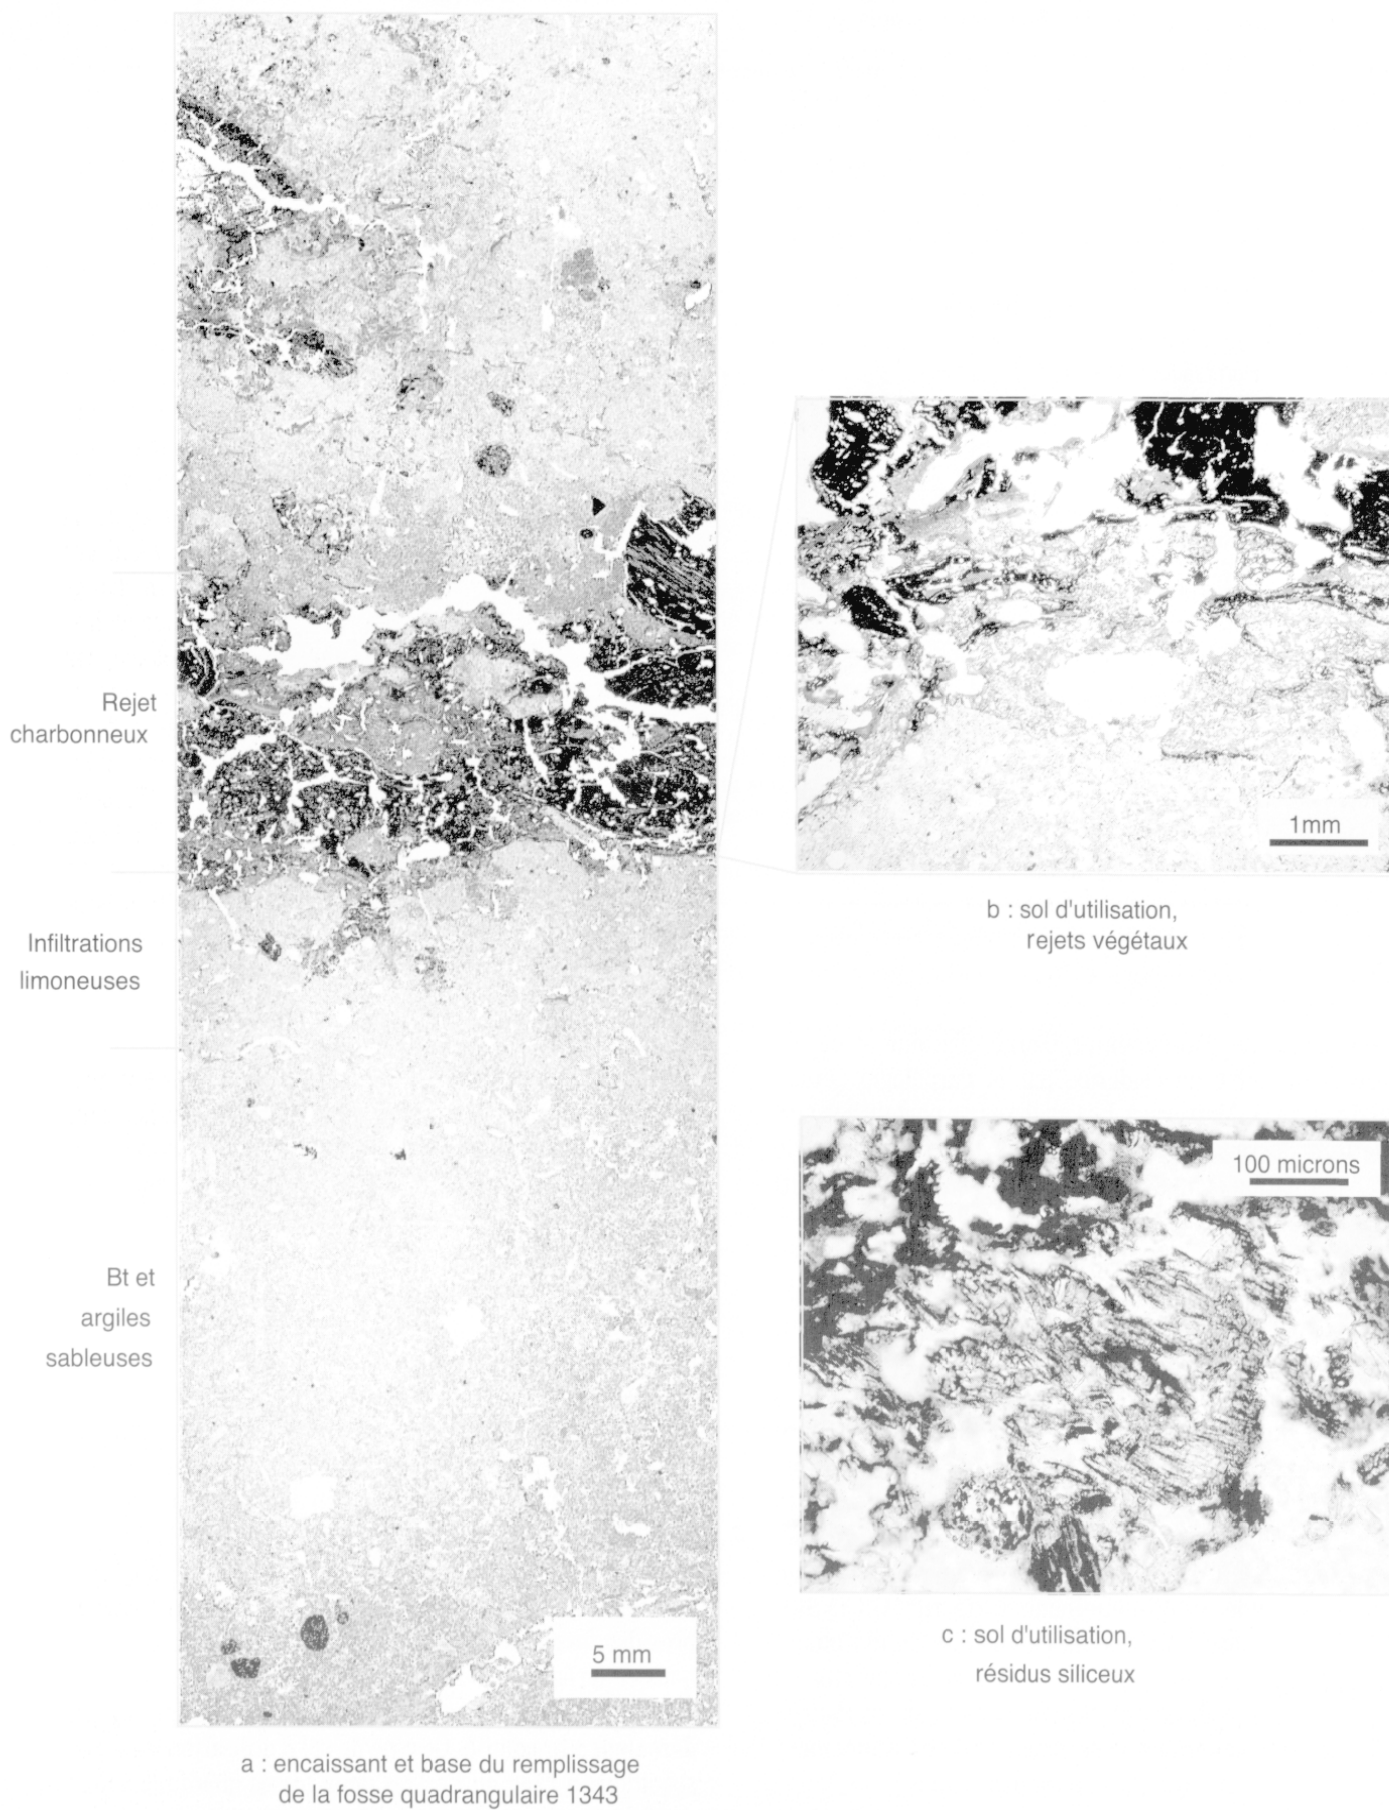 Rejet
charbonneux
Infiltrations
limoneuses
Bt et
argiles
sableuses
5 mm
a : encaissant et base du remplissage
de la fosse quadrangulaire 1343
1mm
b : sol d'utilisation,
rejets végétaux
100 microns
c : sol d'utilisation,
résidus siliceux